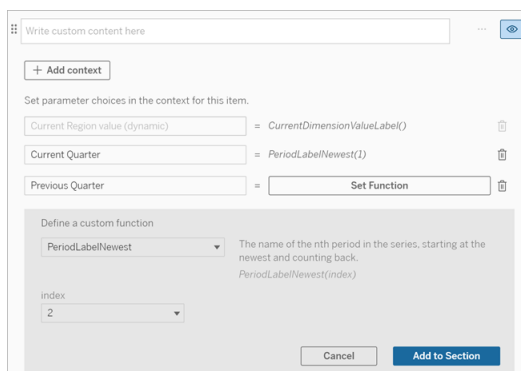 Write custom content here
+ Add context
Set parameter choices in the context for this item.
Current Region value (dynamic) = CurrentDimensionValueLabel()
Current Quarter = PeriodLabelNewest(1)
Previous Quarter = Set Function
Define a custom function
PeriodLabelNewest
The name of the nth period in the series, starting at the
newest and counting back.
PeriodLabelNewest(index)
index
2
Cancel Add to Section